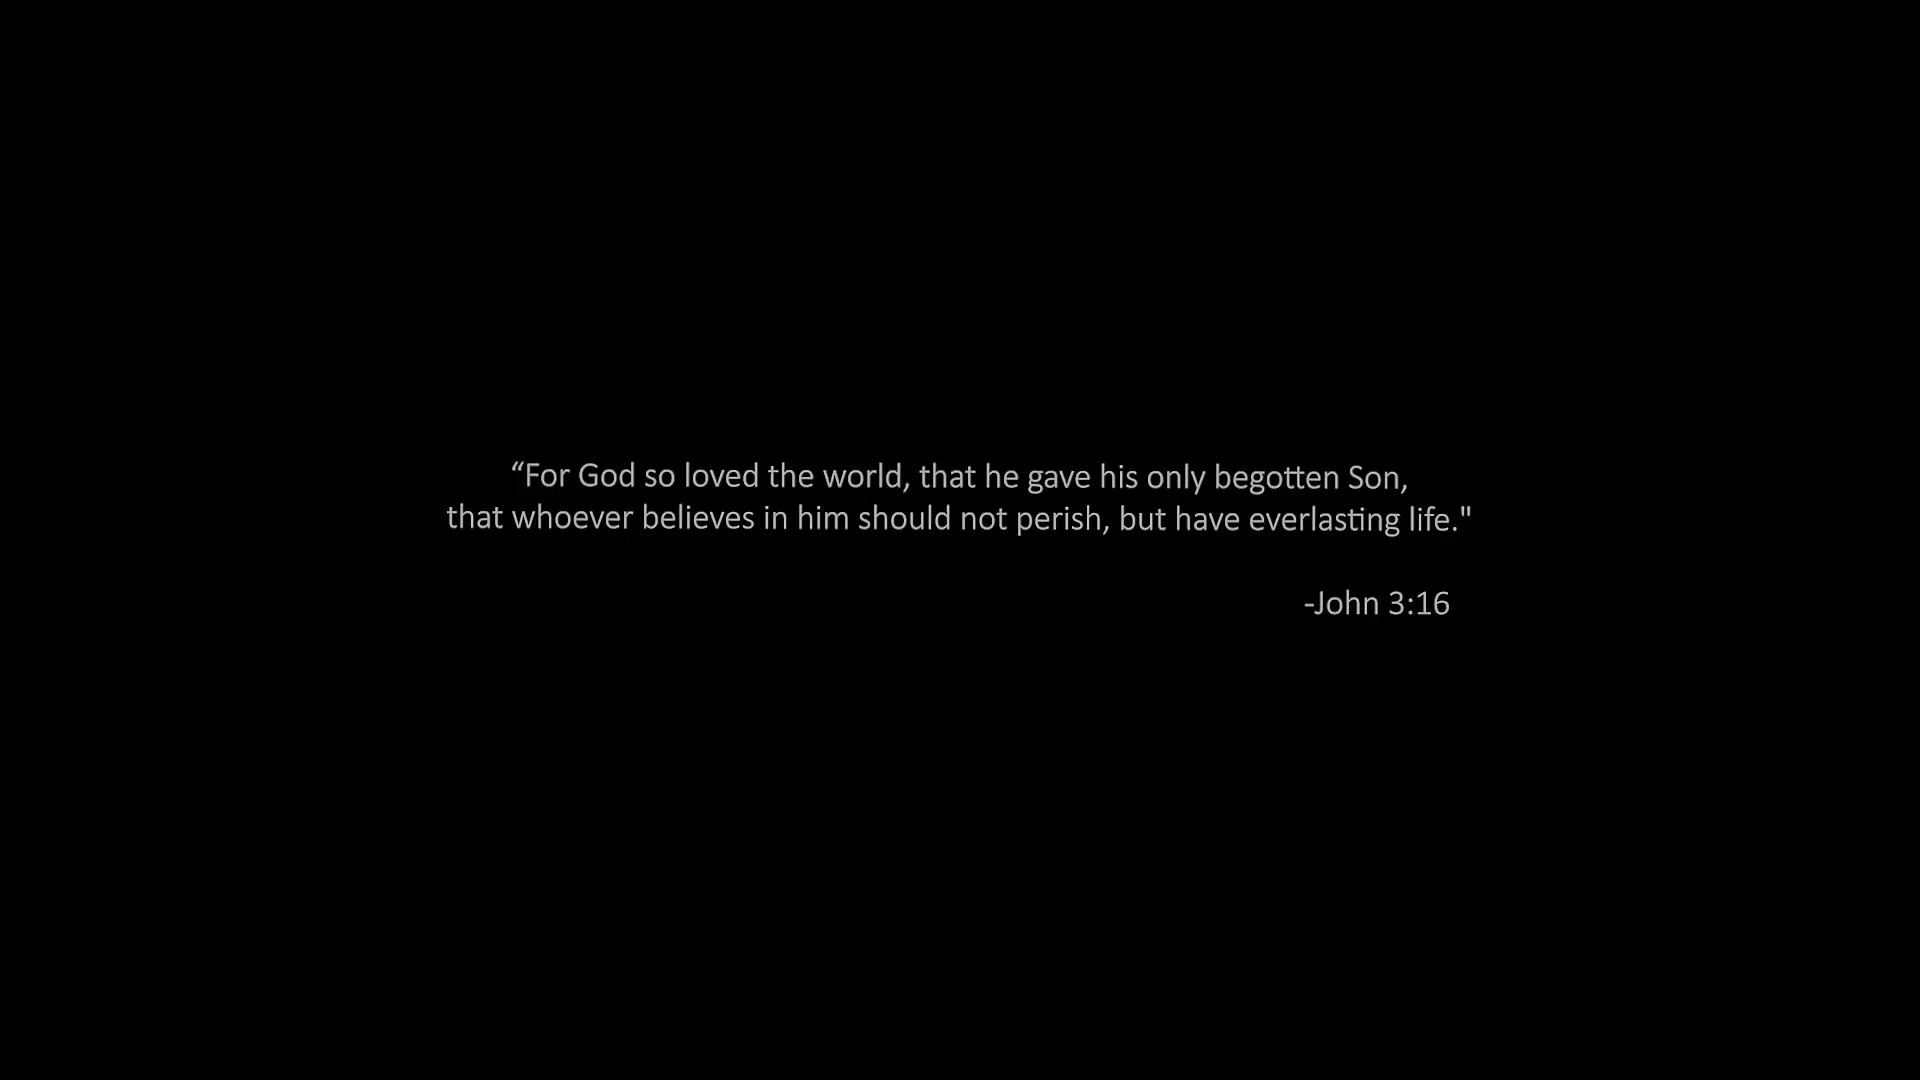 “For God so loved the world, that he gave his only begotten Son,
that whoever believes in him should not perish, but have everlasting life."
-John 3:16